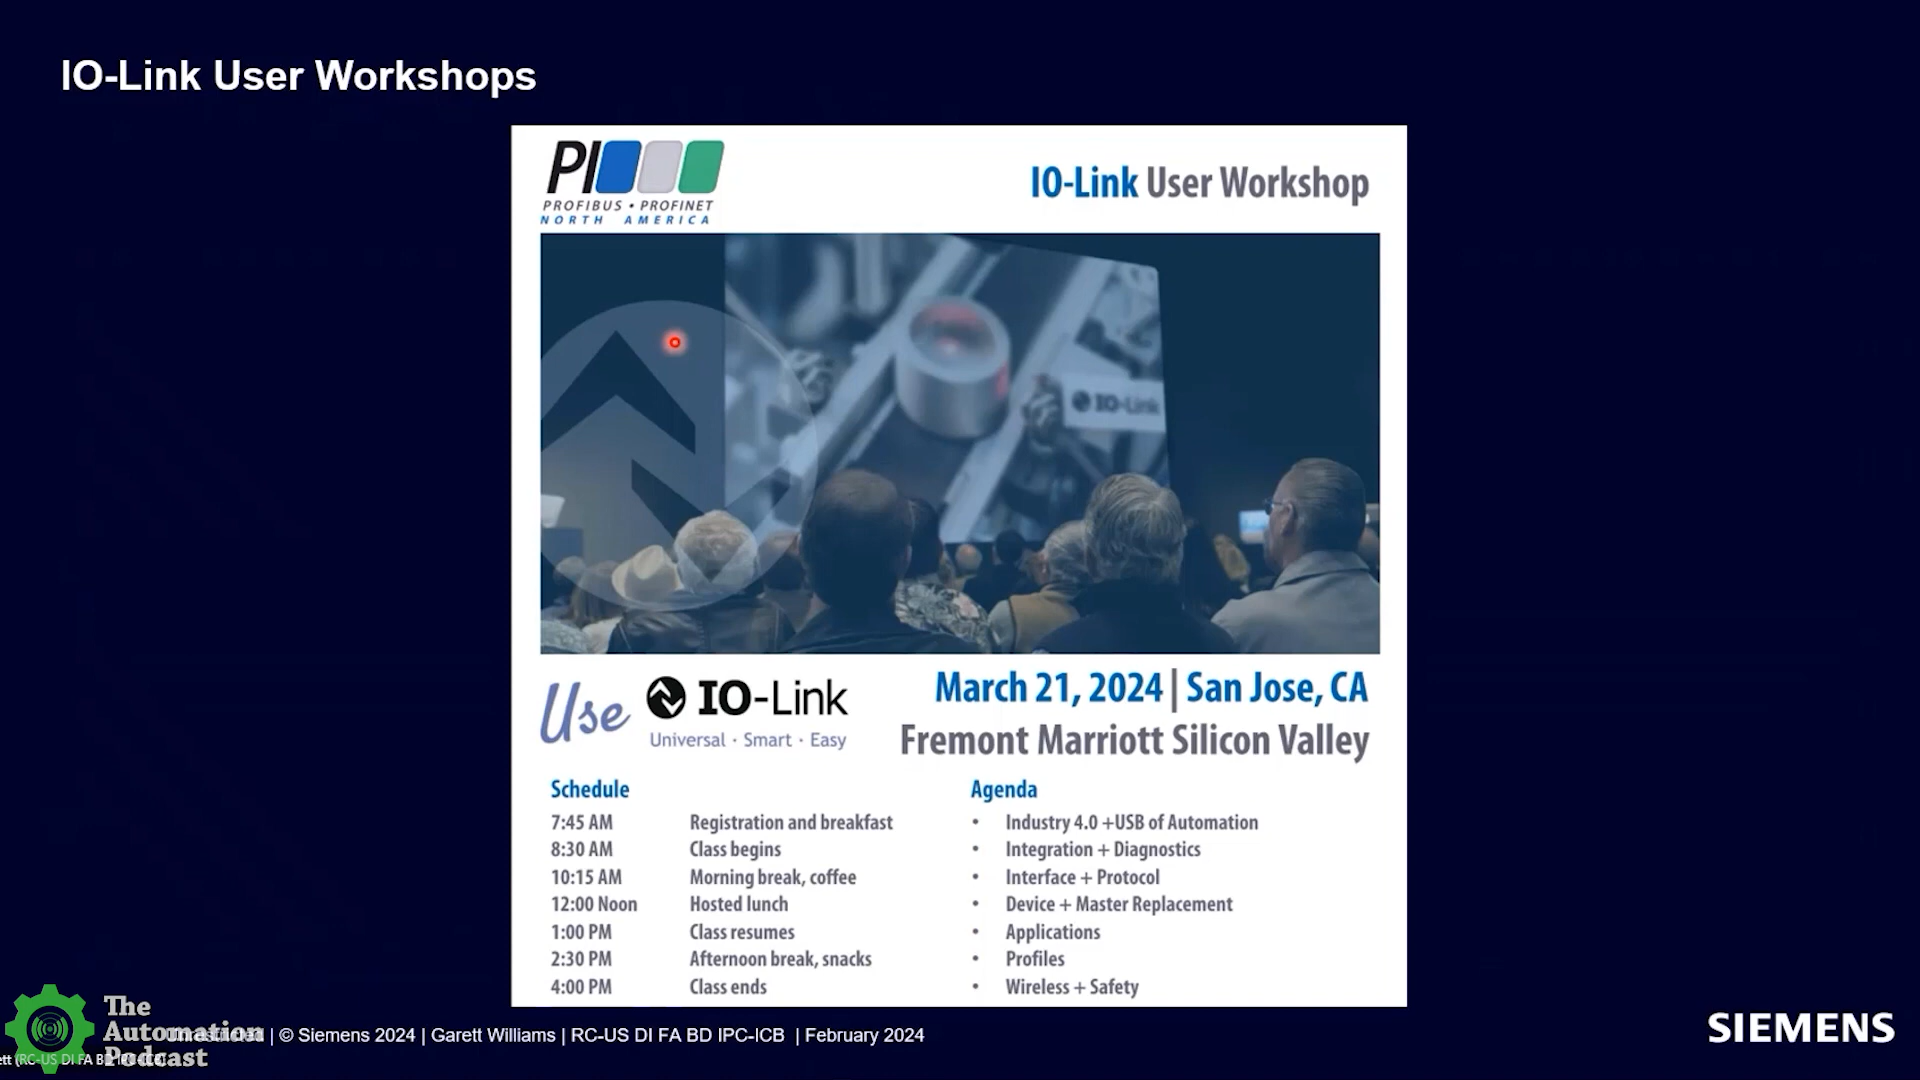 IO-Link User Workshops
PI
PROFIBUS • PROFINET
NORTH AMERICA
IO-Link User Workshop
IO-Link
Use IO-Link
Universal · Smart · Easy
March 21, 2024 | San Jose, CA
Fremont Marriott Silicon Valley
Schedule
7:45 AM Registration and breakfast
8:30 AM Class begins
10:15 AM Morning break, coffee
12:00 Noon Hosted lunch
1:00 PM Class resumes
2:30 PM Afternoon break, snacks
4:00 PM Class ends
Agenda
• Industry 4.0 +USB of Automation
• Integration + Diagnostics
• Interface + Protocol
• Device + Master Replacement
• Applications
• Profiles
• Wireless + Safety
The
Automation
Podcast
| © Siemens 2024 | Garett Williams | RC-US DI FA BD IPC-ICB | February 2024
SIEMENS